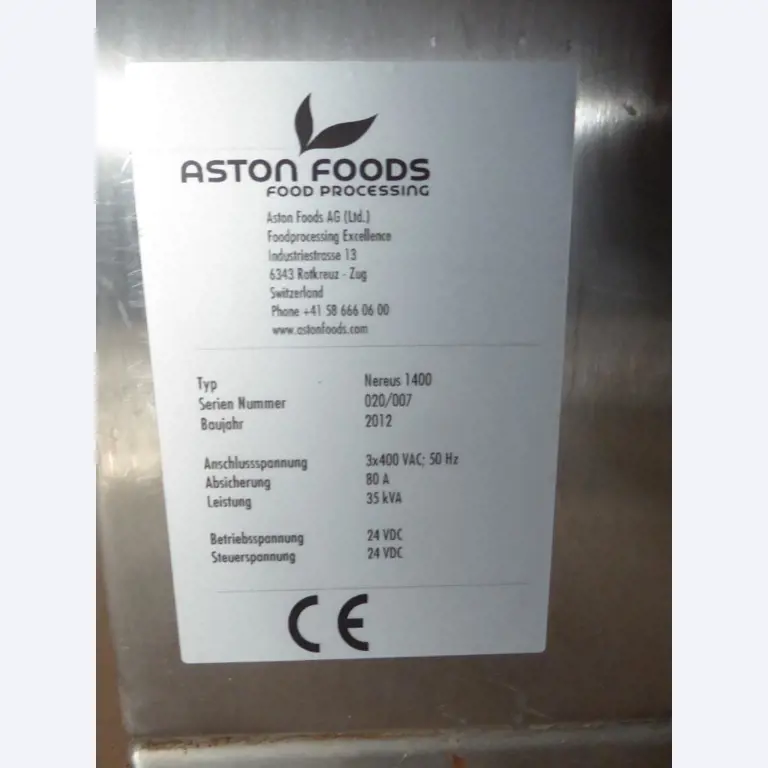 ASTON FOODS
FOOD PROCESSING
Aston Foods AG (Ltd.)
Foodprocessing Excellence
Industriestrasse 13
6343 Rotkreuz - Zug
Switzerland
Phone +41 58 666 06 00
www.astonfoods.com
Typ Nereus 1400
Serien Nummer 020/007
Baujahr 2012
Anschlussspannung 3x400 VAC; 50 Hz
Absicherung 80 A
Leistung 35 kVA
Betriebsspannung 24 VDC
Steuerspannung 24 VDC
CE